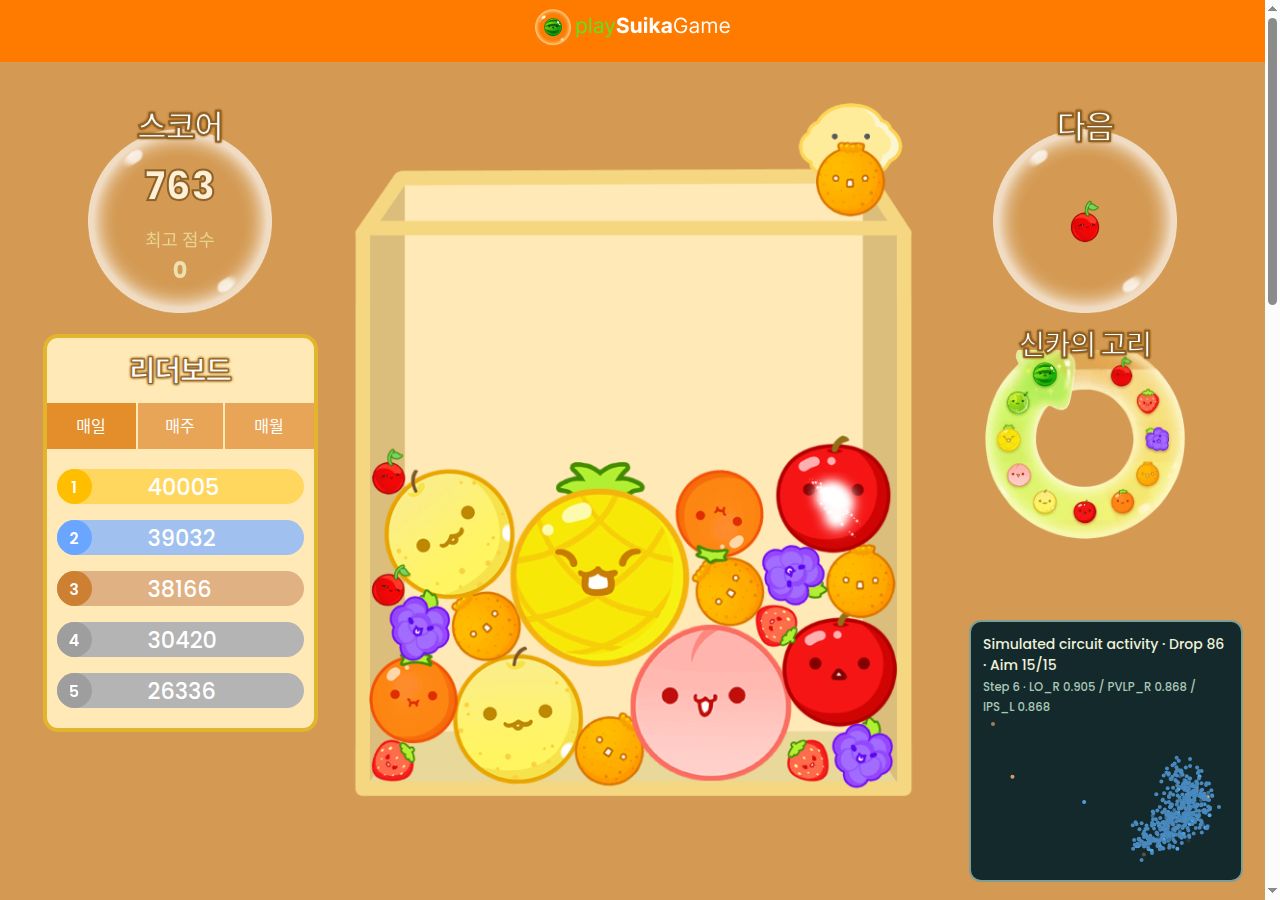 playSuikaGame
스코어
763
최고 점수
0
다음
신카의 고리
리더보드
매일
매주
매월
1 40005
2 39032
3 38166
4 30420
5 26336
Simulated circuit activity · Drop 86
· Aim 15/15
Step 6 · LO_R 0.905 / PVLP_R 0.868 /
IPS_L 0.868